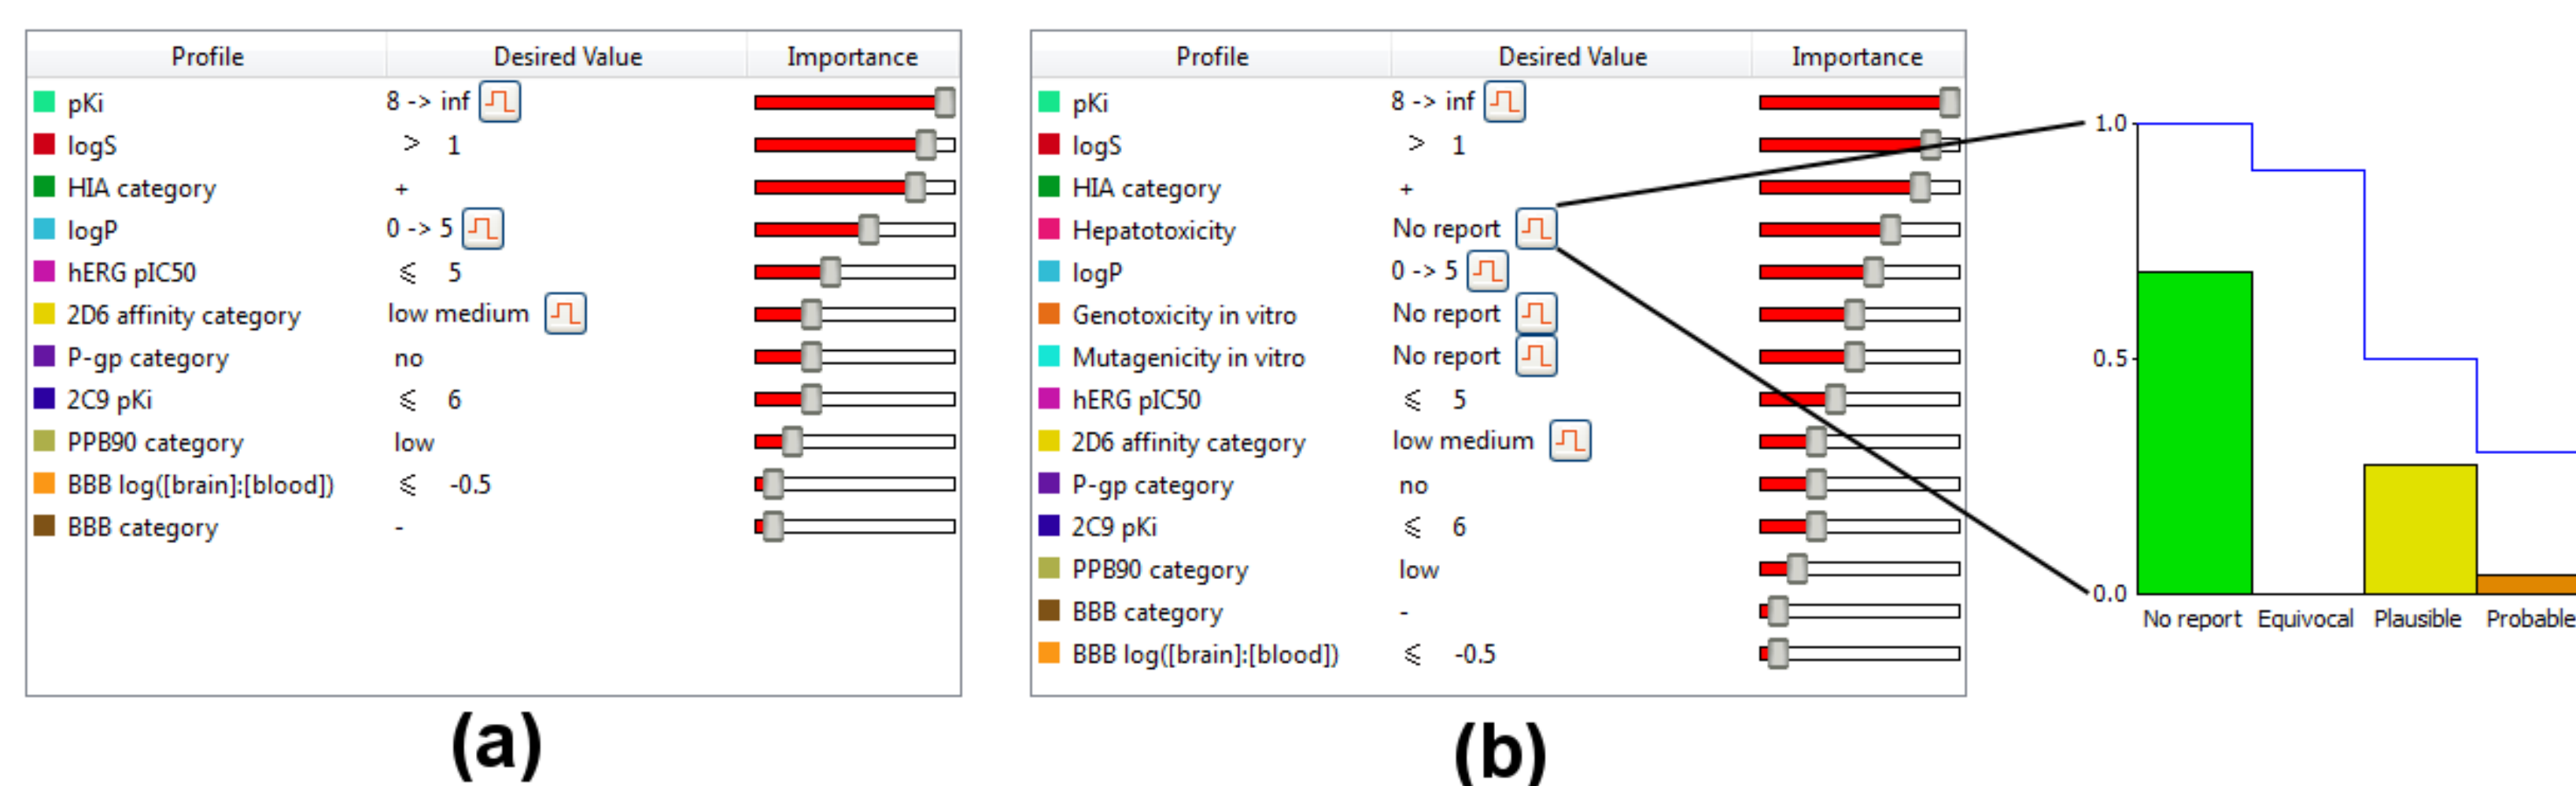 Profile Desired Value Importance
pKi 8 -> inf
logS > 1
HIA category +
logP 0 -> 5
hERG pIC50 ⩽ 5
2D6 affinity category low medium
P-gp category no
2C9 pKi ⩽ 6
PPB90 category low
BBB log([brain]:[blood]) ⩽ -0.5
BBB category -
(a)
Profile Desired Value Importance
pKi 8 -> inf
logS > 1
HIA category +
Hepatotoxicity No report
logP 0 -> 5
Genotoxicity in vitro No report
Mutagenicity in vitro No report
hERG pIC50 ⩽ 5
2D6 affinity category low medium
P-gp category no
2C9 pKi ⩽ 6
PPB90 category low
BBB category -
BBB log([brain]:[blood]) ⩽ -0.5
(b)
1.0
0.5
0.0
No report Equivocal Plausible Probable